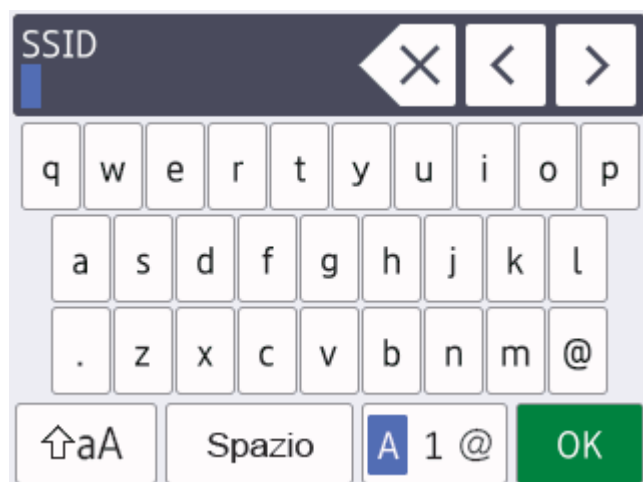 SSID
q w e r t y u i o p
a s d f g h j k l
. z x c v b n m @
aA Spazio A 1 @ OK